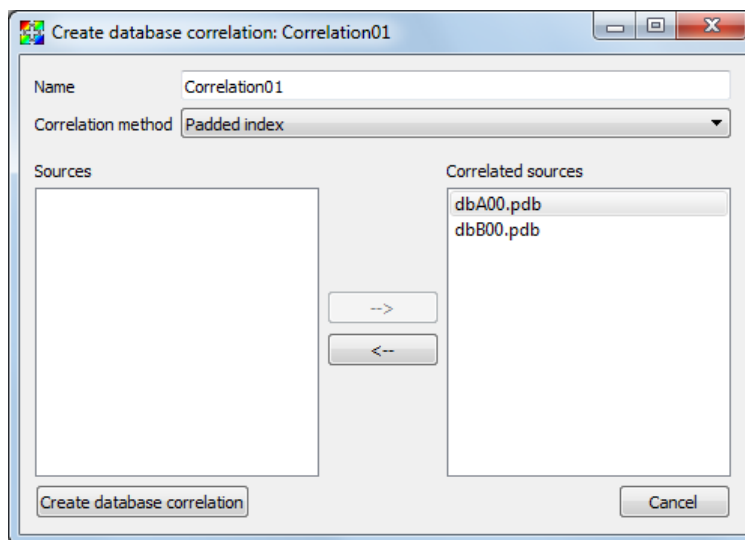 Create database correlation: Correlation01
Name Correlation01
Correlation method Padded index
Sources Correlated sources
dbA00.pdb
dbB00.pdb
-->
<--
Create database correlation Cancel